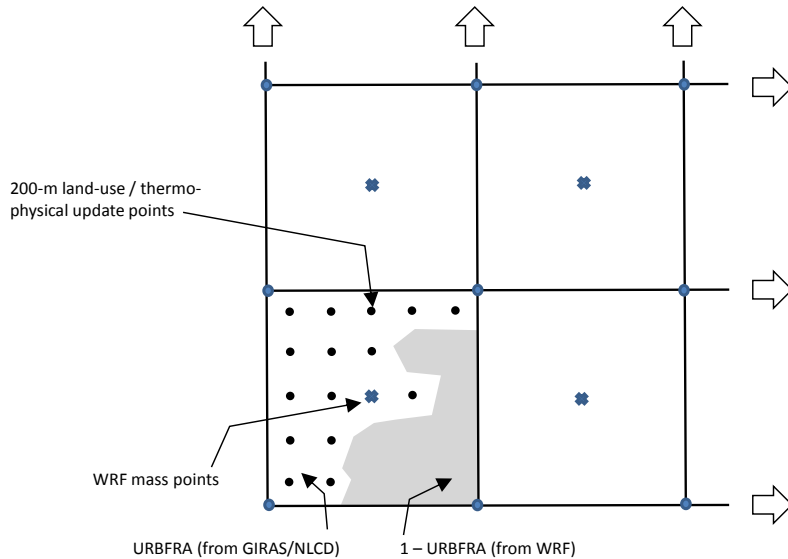 200-m land-use / thermo-
physical update points
WRF mass points
URBFRA (from GIRAS/NLCD)
1 – URBFRA (from WRF)